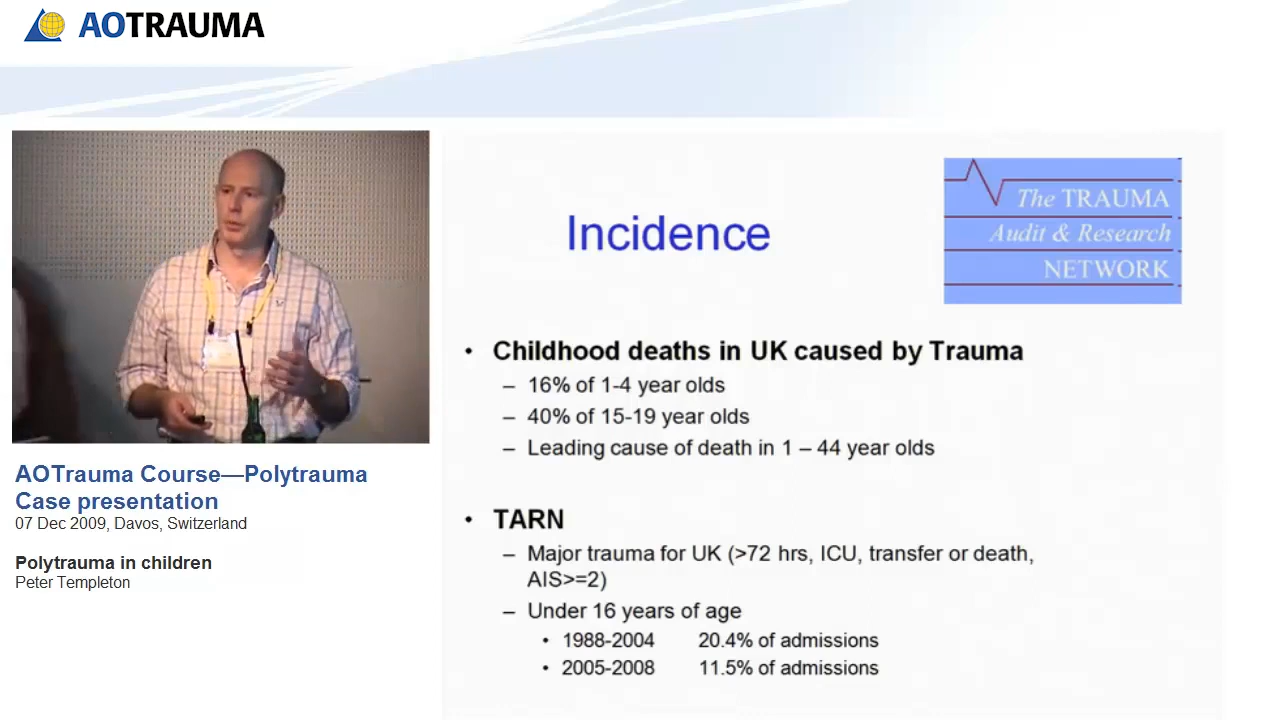 AOTRAUMA
The TRAUMA
Audit & Research
NETWORK
Incidence
• Childhood deaths in UK caused by Trauma
– 16% of 1-4 year olds
– 40% of 15-19 year olds
– Leading cause of death in 1 – 44 year olds
• TARN
– Major trauma for UK (>72 hrs, ICU, transfer or death,
AIS>=2)
– Under 16 years of age
• 1988-2004 20.4% of admissions
• 2005-2008 11.5% of admissions
AOTrauma Course—Polytrauma
Case presentation
07 Dec 2009, Davos, Switzerland
Polytrauma in children
Peter Templeton